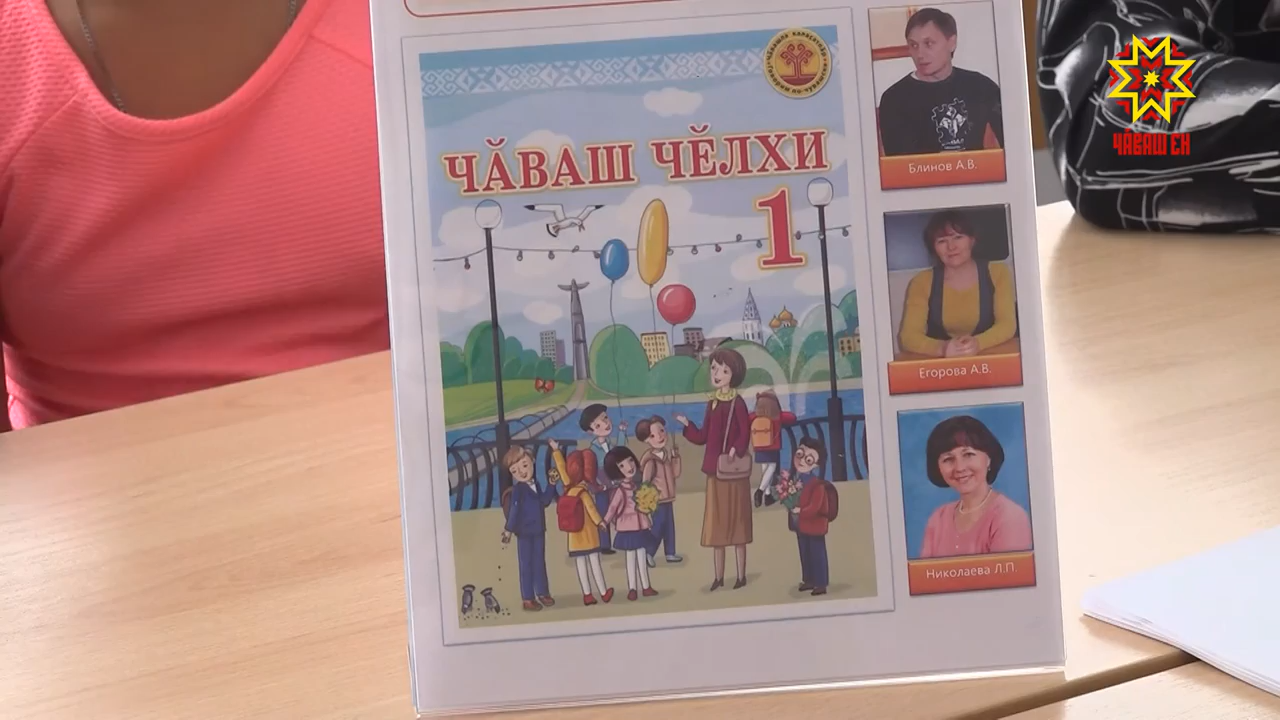 ЧӐВАШ ЧӖЛХИ
1
Блинов А.В.
Егорова А.В.
Николаева Л.П.
ЧӐВАШ ЕН